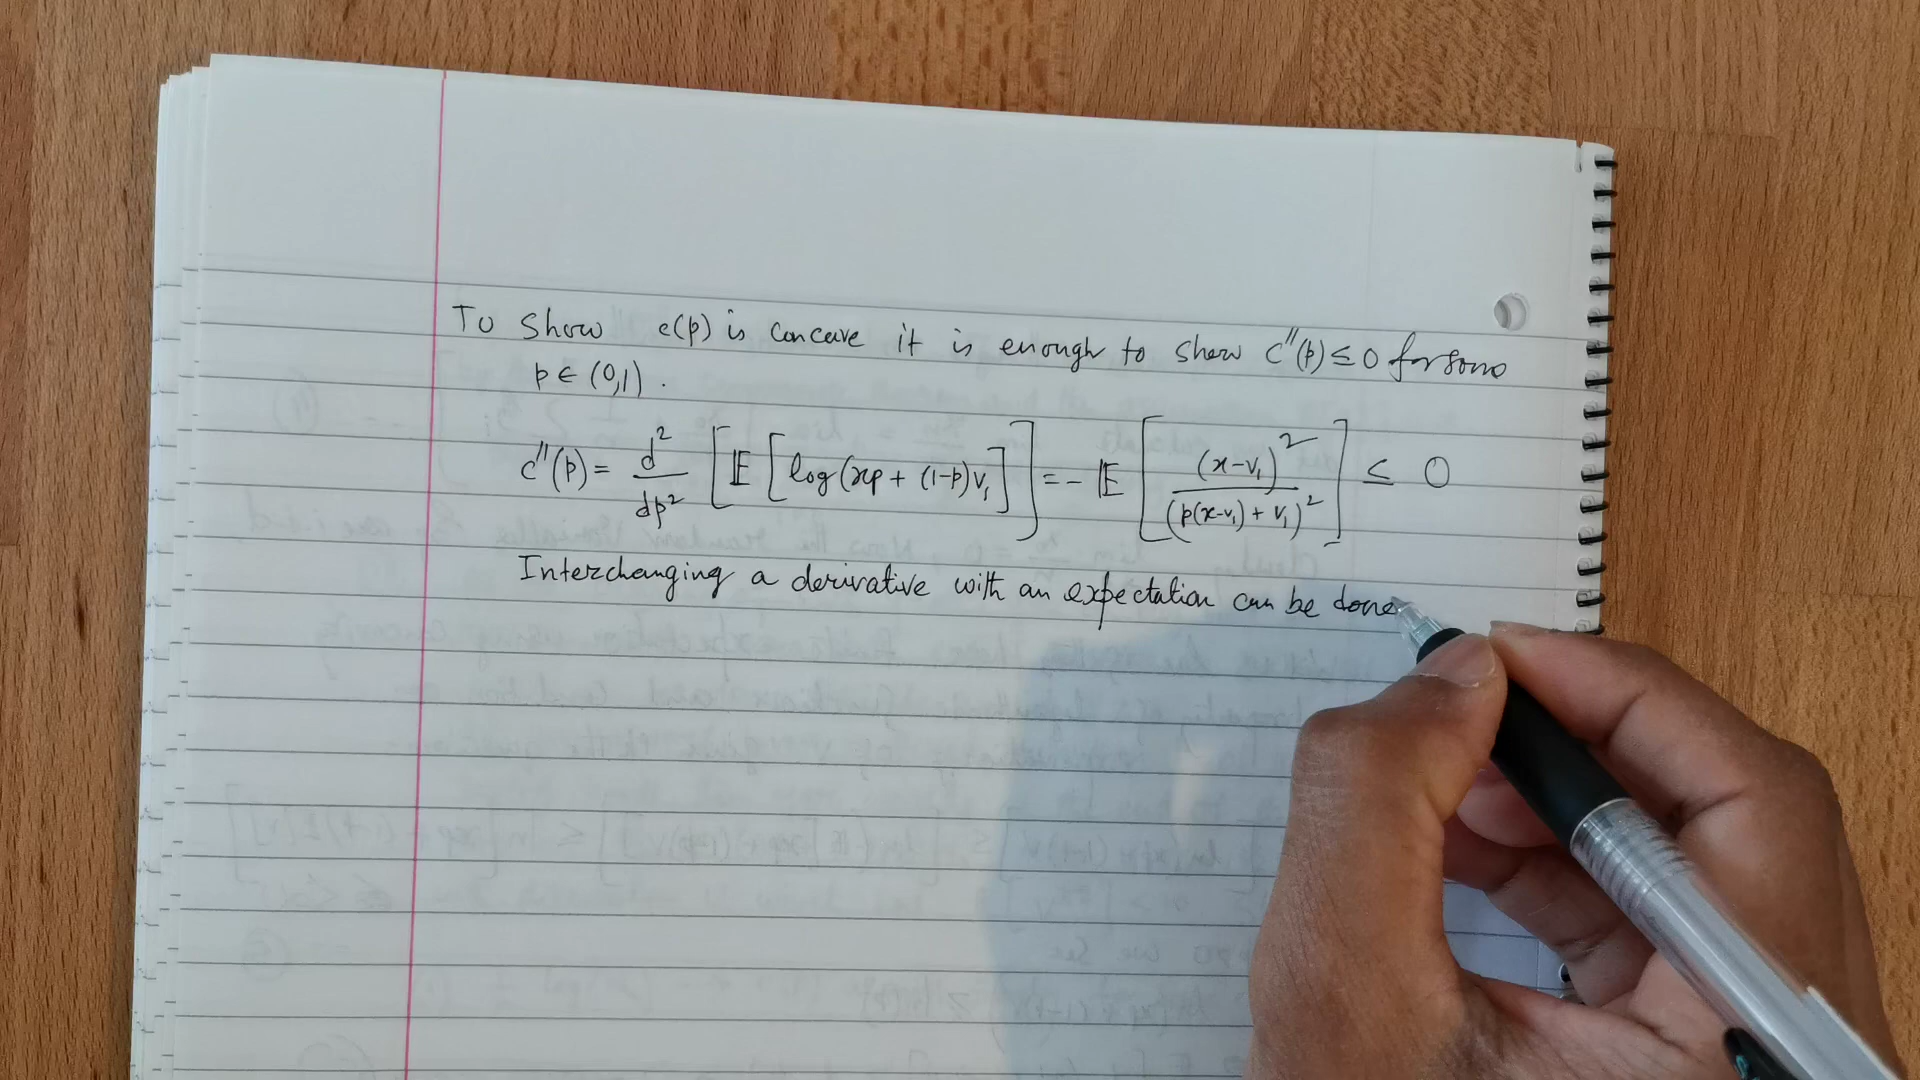 To show c(p) is concave it is enough to show c''(p) ≤ 0 for some
p ∈ (0,1).
c''(p) = d²/dp² [𝔼[log(xp + (1-p)v₁]] = - 𝔼[(x-v₁)²/(p(x-v₁)+v₁)²] ≤ 0
Interchanging a derivative with an expectation can be done